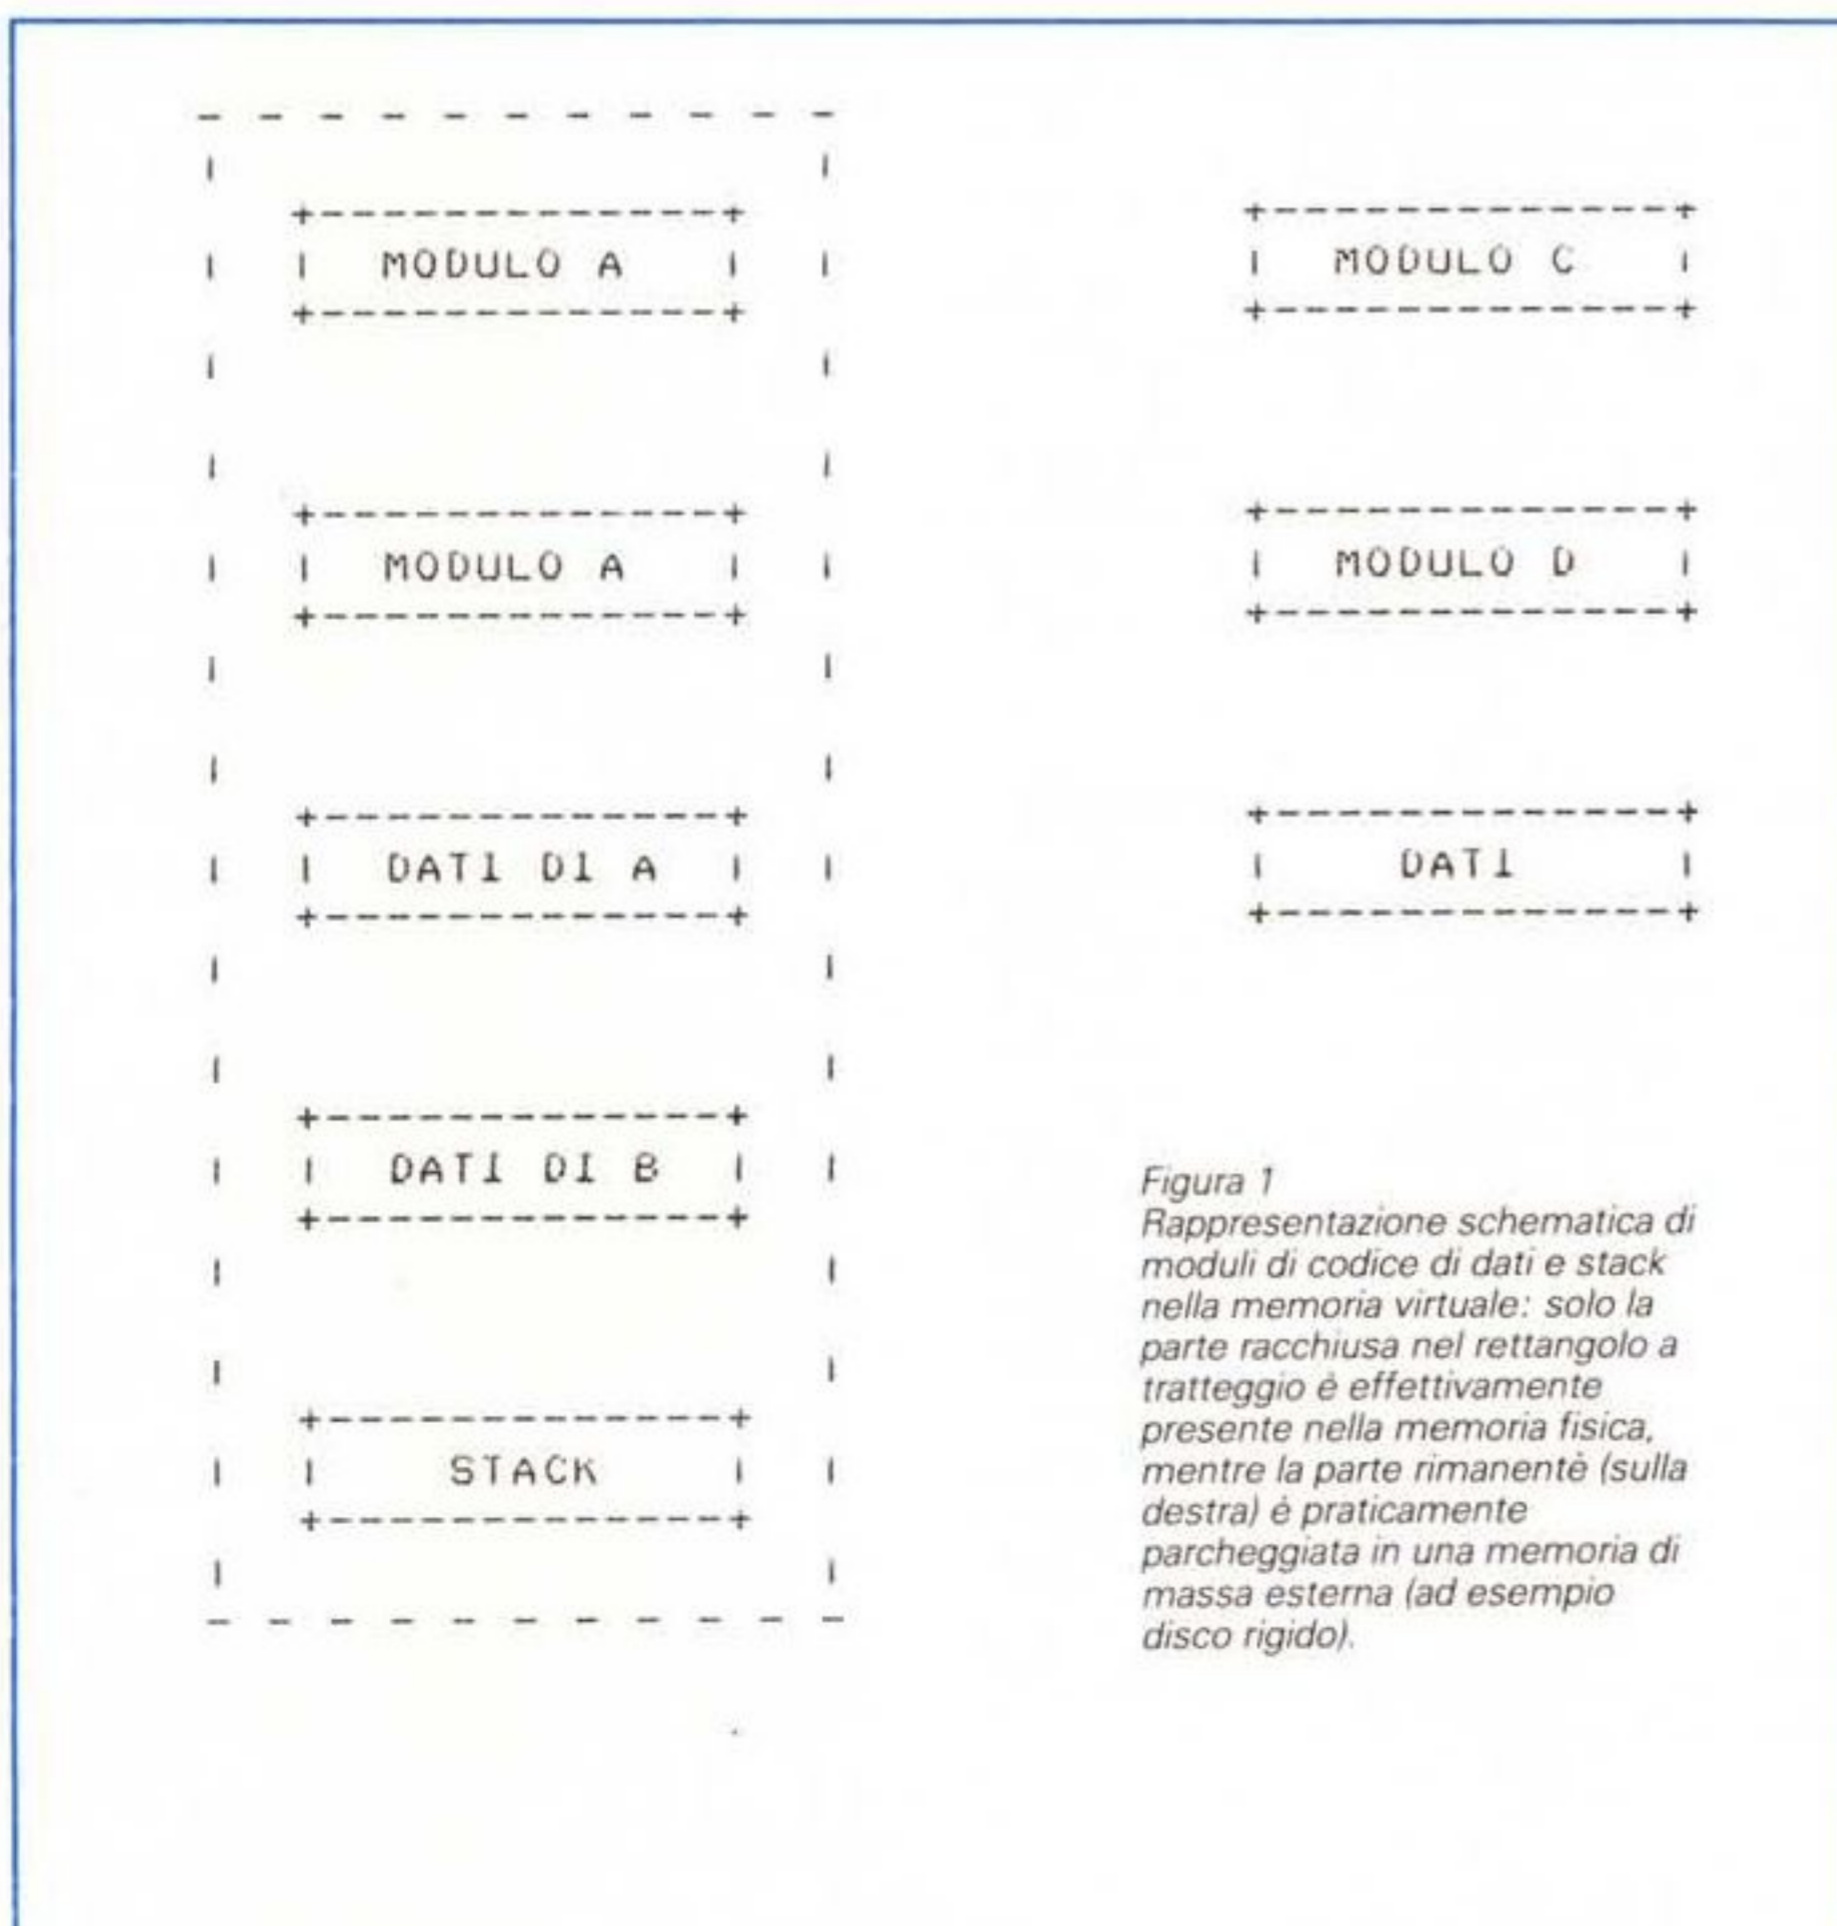 MODULO A
MODULO C
MODULO A
MODULO D
DATI DI A
DATI
DATI DI B
STACK
Figura 1
Rappresentazione schematica di
moduli di codice di dati e stack
nella memoria virtuale: solo la
parte racchiusa nel rettangolo a
tratteggio è effettivamente
presente nella memoria fisica,
mentre la parte rimanentè (sulla
destra) è praticamente
parcheggiata in una memoria di
massa esterna (ad esempio
disco rigido).